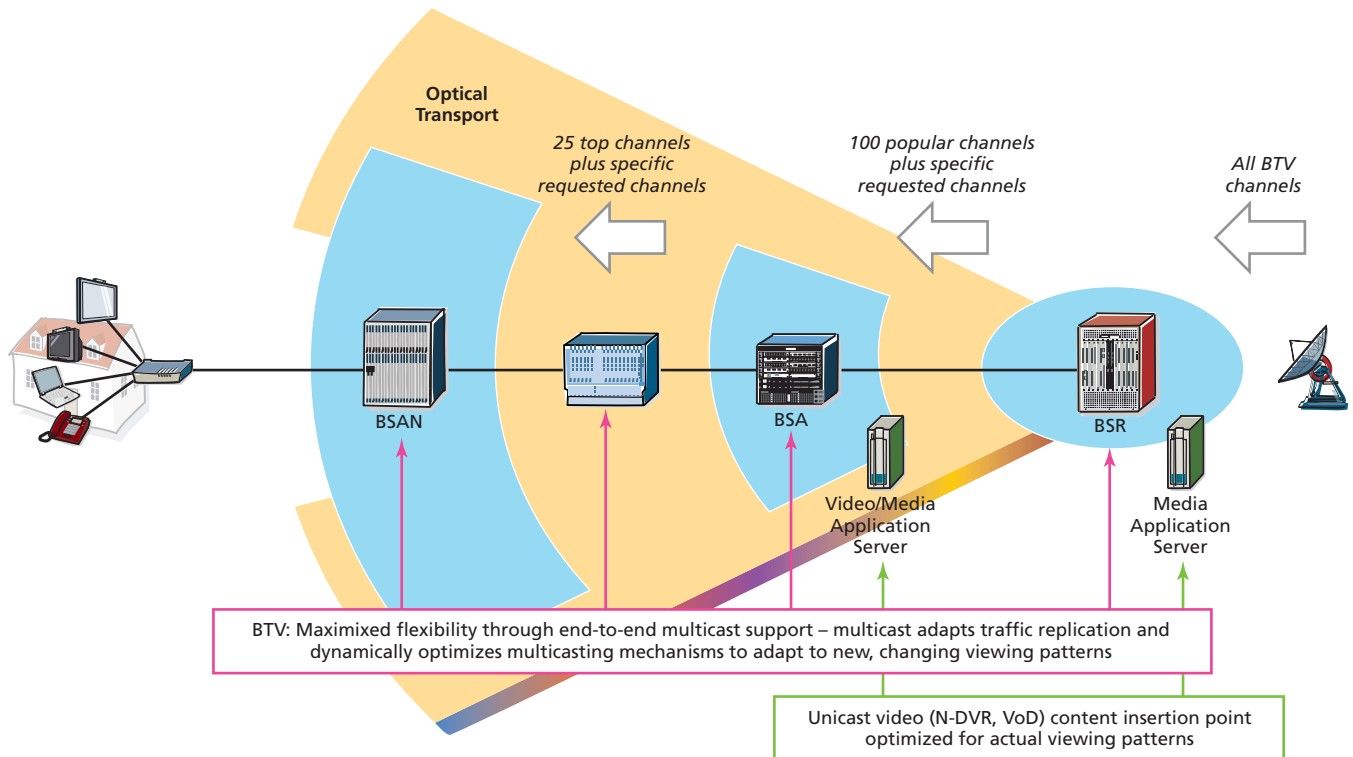 Optical
Transport
25 top channels
plus specific
requested channels
100 popular channels
plus specific
requested channels
All BTV
channels
BSAN
BSA
BSR
Video/Media
Application
Server
Media
Application
Server
BTV: Maximixed flexibility through end-to-end multicast support – multicast adapts traffic replication and
dynamically optimizes multicasting mechanisms to adapt to new, changing viewing patterns
Unicast video (N-DVR, VoD) content insertion point
optimized for actual viewing patterns